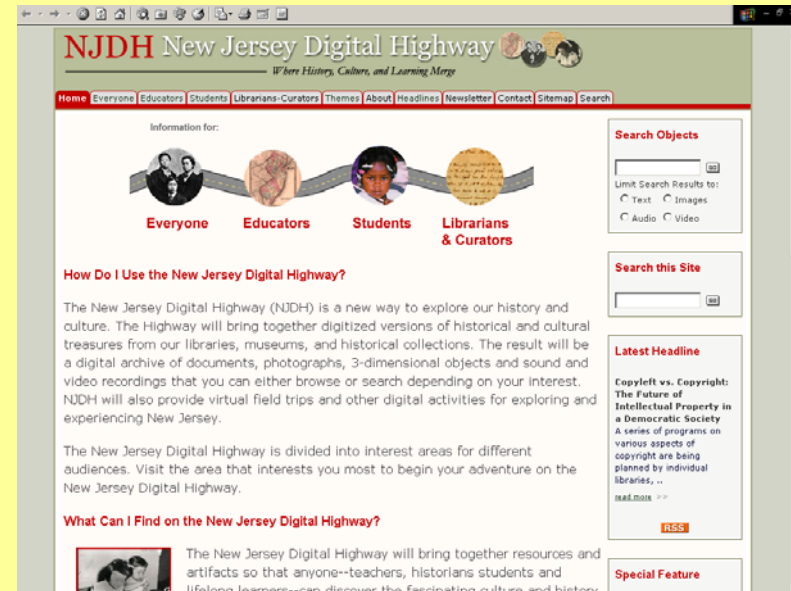 NJDH New Jersey Digital Highway
Where History, Culture, and Learning Merge
Home Everyone Educators Students Librarians-Curators Themes About Headlines Newsletter Contact Sitemap Search
Information for:
Everyone
Educators
Students
Librarians
& Curators
How Do I Use the New Jersey Digital Highway?
The New Jersey Digital Highway (NJDH) is a new way to explore our history and
culture. The Highway will bring together digitized versions of historical and cultural
treasures from our libraries, museums, and historical collections. The result will be
a digital archive of documents, photographs, 3-dimensional objects and sound and
video recordings that you can either browse or search depending on your interest.
NJDH will also provide virtual field trips and other digital activities for exploring and
experiencing New Jersey.
The New Jersey Digital Highway is divided into interest areas for different
audiences. Visit the area that interests you most to begin your adventure on the
New Jersey Digital Highway.
What Can I Find on the New Jersey Digital Highway?
The New Jersey Digital Highway will bring together resources and
artifacts so that anyone--teachers, historians students and
lifelong learners--can discover the fascinating culture and history
Search Objects
GO
Limit Search Results to:
Text Images
Audio Video
Search this Site
GO
Latest Headline
Copyleft vs. Copyright:
The Future of
Intellectual Property in
a Democratic Society
A series of programs on
various aspects of
copyright are being
planned by individual
libraries, ..
read more >>
RSS
Special Feature